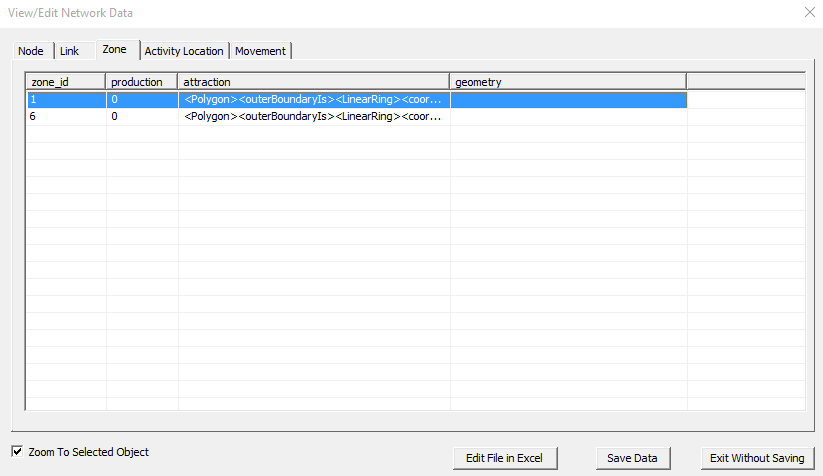 View/Edit Network Data
Node Link Zone Activity Location Movement
zone_id production attraction geometry
1 0 <Polygon><outerBoundaryIs><LinearRing><coor...
6 0 <Polygon><outerBoundaryIs><LinearRing><coor...
Zoom To Selected Object
Edit File in Excel Save Data Exit Without Saving